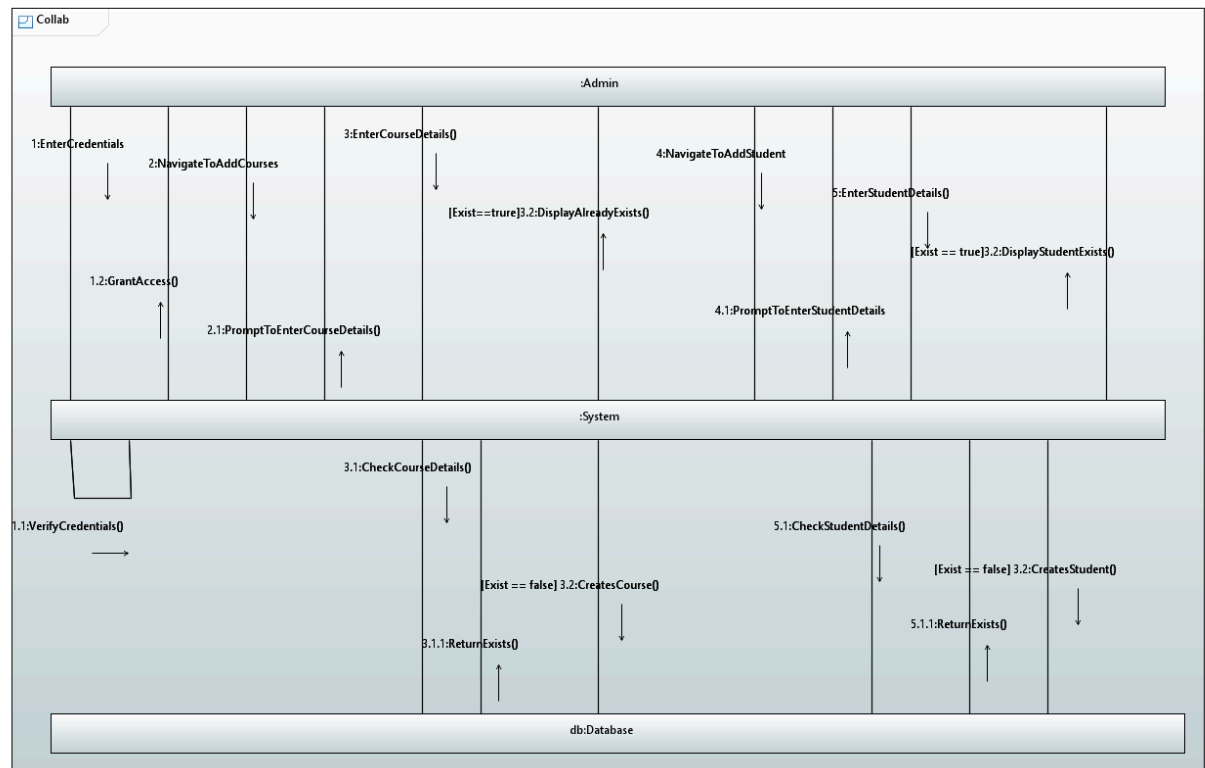 Collab
:Admin
3:EnterCourseDetails()
1:EnterCredentials
4:NavigateToAddStudent
2:NavigateToAddCourses
5:EnterStudentDetails()
[Exist==trure]3.2:DisplayAlreadyExists()
[Exist == true]3.2:DisplayStudentExists()
1.2:GrantAccess()
4.1:PromptToEnterStudentDetails
2.1:PromptToEnterCourseDetails()
:System
3.1:CheckCourseDetails()
1.1:VerifyCredentials()
5.1:CheckStudentDetails()
[Exist == false] 3.2:CreatesStudent()
[Exist == false] 3.2:CreatesCourse()
5.1.1:ReturnExists()
3.1.1:ReturnExists()
db:Database